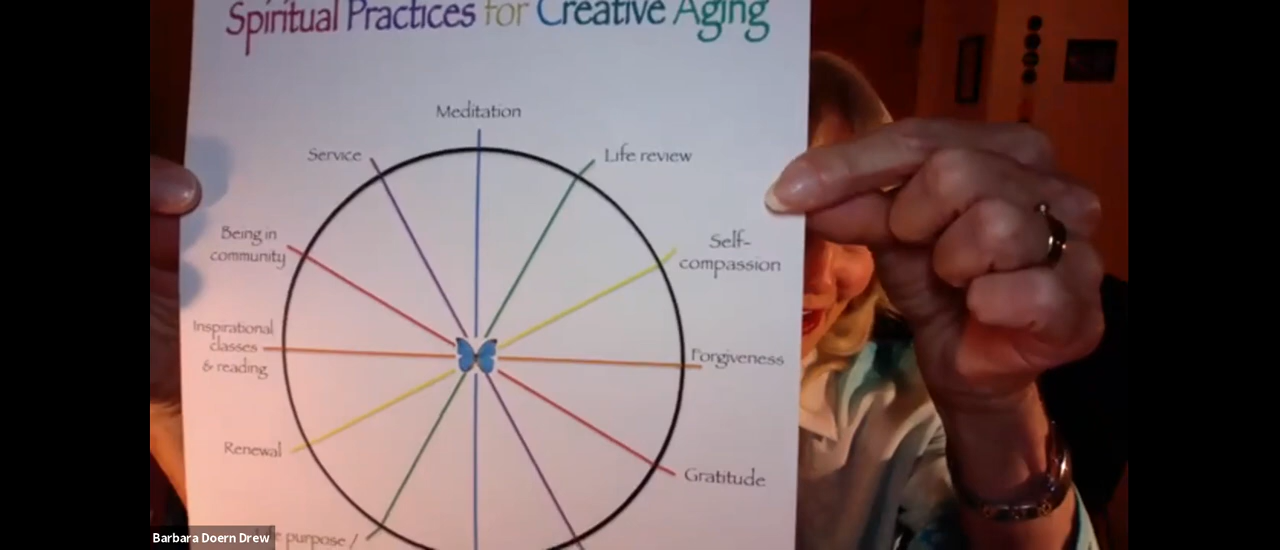 Spiritual Practices for Creative Aging
Meditation
Service
Life review
Being in
community
Self-
compassion
Inspirational
classes
& reading
Forgiveness
Renewal
Gratitude
purpose /
Barbara Doern Drew